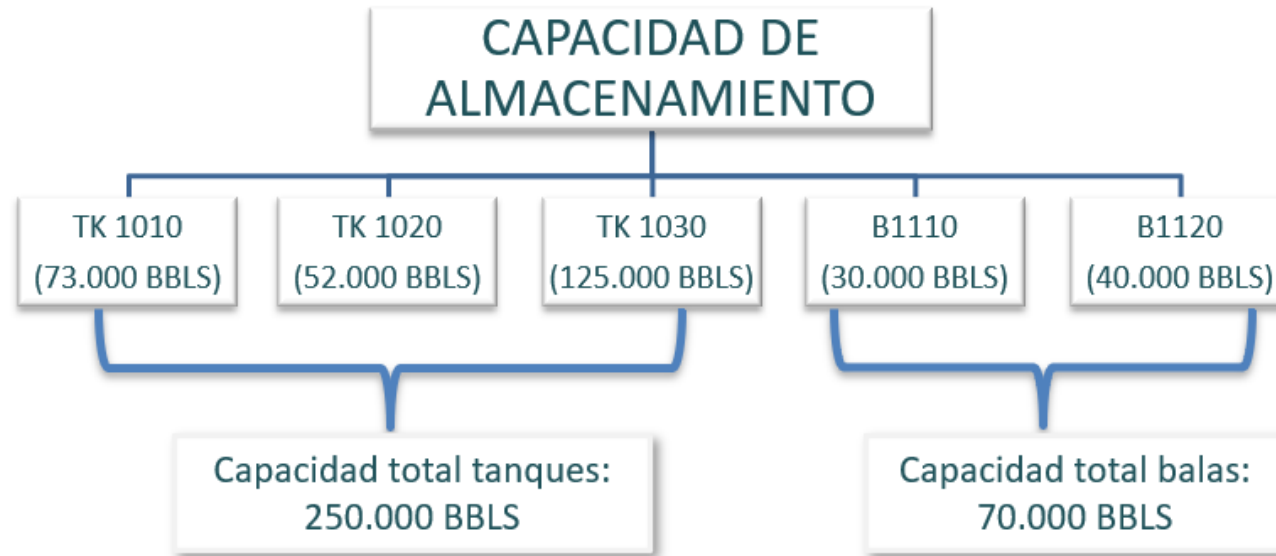 CAPACIDAD DE
ALMACENAMIENTO
TK 1010
(73.000 BBLS)
TK 1020
(52.000 BBLS)
TK 1030
(125.000 BBLS)
B1110
(30.000 BBLS)
B1120
(40.000 BBLS)
Capacidad total tanques:
250.000 BBLS
Capacidad total balas:
70.000 BBLS